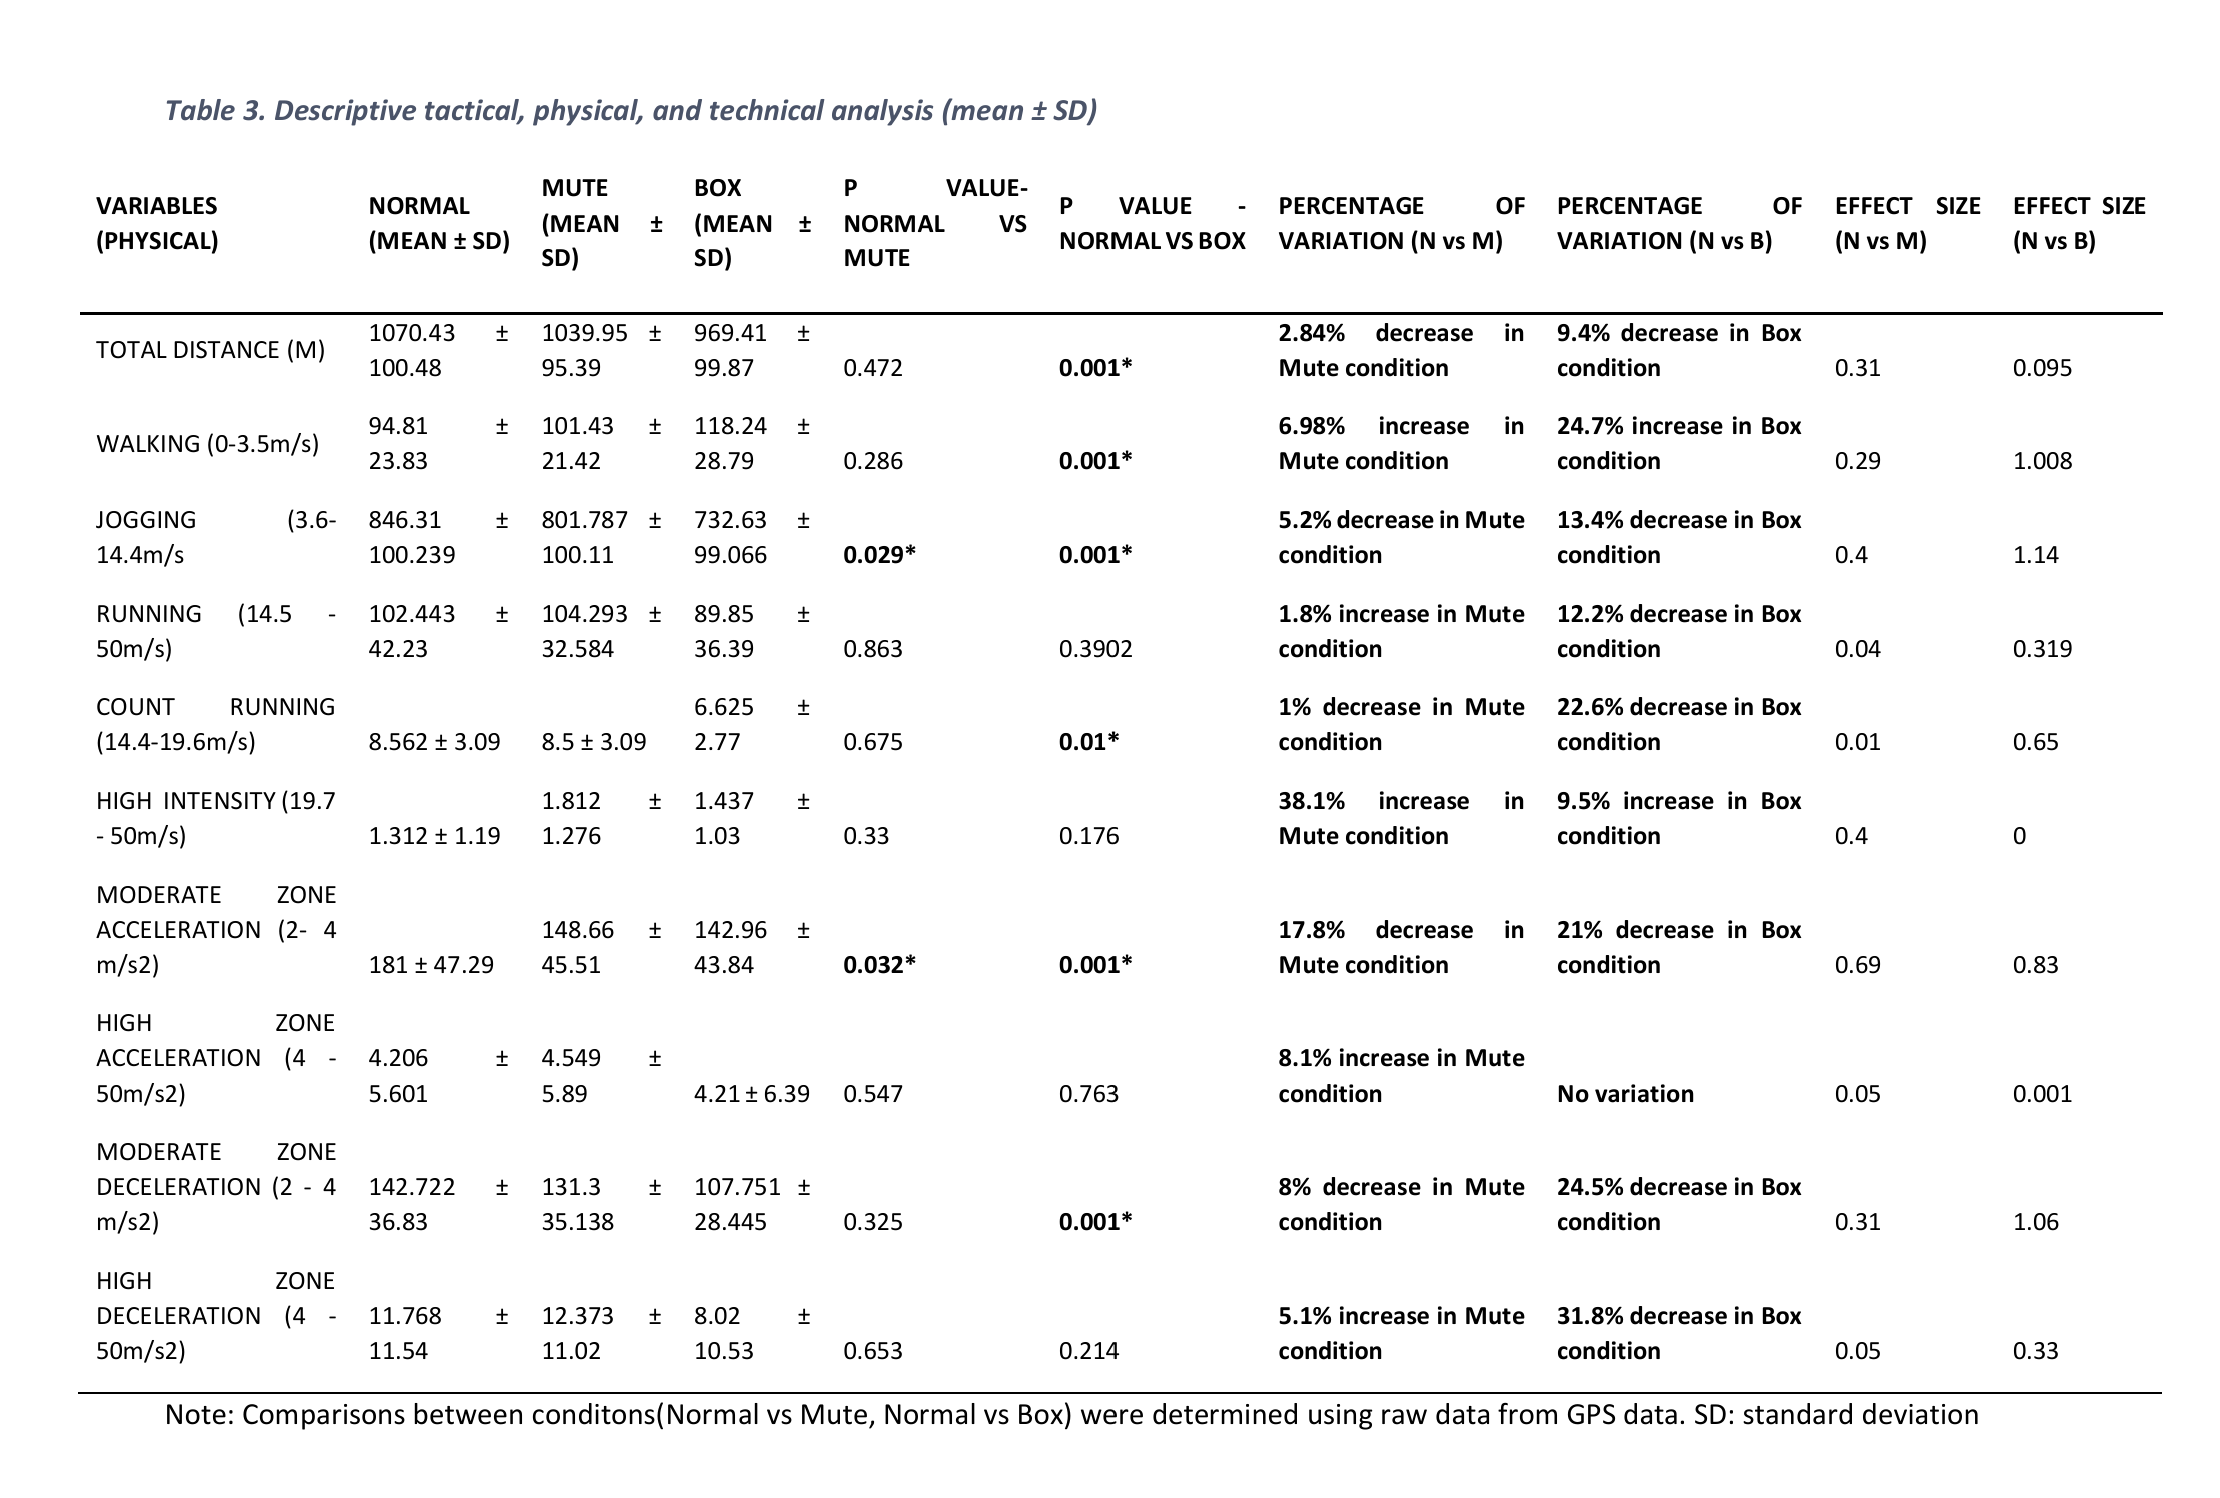 Table 3. Descriptive tactical, physical, and technical analysis (mean ± SD)
VARIABLES
(PHYSICAL)
NORMAL
(MEAN ± SD)
MUTE
(MEAN ±
SD)
BOX
(MEAN ±
SD)
P VALUE-
NORMAL VS
MUTE
P VALUE -
NORMAL VS BOX
PERCENTAGE OF
VARIATION (N vs M)
PERCENTAGE OF
VARIATION (N vs B)
EFFECT SIZE
(N vs M)
EFFECT SIZE
(N vs B)
TOTAL DISTANCE (M)
1070.43 ±
100.48
1039.95 ±
95.39
969.41 ±
99.87
0.472
0.001*
2.84% decrease in
Mute condition
9.4% decrease in Box
condition
0.31
0.095
WALKING (0-3.5m/s)
94.81 ±
23.83
101.43 ±
21.42
118.24 ±
28.79
0.286
0.001*
6.98% increase in
Mute condition
24.7% increase in Box
condition
0.29
1.008
JOGGING (3.6-
14.4m/s
846.31 ±
100.239
801.787 ±
100.11
732.63 ±
99.066
0.029*
0.001*
5.2% decrease in Mute
condition
13.4% decrease in Box
condition
0.4
1.14
RUNNING (14.5 -
50m/s)
102.443 ±
42.23
104.293 ±
32.584
89.85 ±
36.39
0.863
0.3902
1.8% increase in Mute
condition
12.2% decrease in Box
condition
0.04
0.319
COUNT RUNNING
(14.4-19.6m/s)
8.562 ± 3.09
8.5 ± 3.09
6.625 ±
2.77
0.675
0.01*
1% decrease in Mute
condition
22.6% decrease in Box
condition
0.01
0.65
HIGH INTENSITY (19.7
- 50m/s)
1.312 ± 1.19
1.812 ±
1.276
1.437 ±
1.03
0.33
0.176
38.1% increase in
Mute condition
9.5% increase in Box
condition
0.4
0
MODERATE ZONE
ACCELERATION (2- 4
m/s2)
181 ± 47.29
148.66 ±
45.51
142.96 ±
43.84
0.032*
0.001*
17.8% decrease in
Mute condition
21% decrease in Box
condition
0.69
0.83
HIGH ZONE
ACCELERATION (4 -
50m/s2)
4.206 ±
5.601
4.549 ±
5.89
4.21 ± 6.39
0.547
0.763
8.1% increase in Mute
condition
No variation
0.05
0.001
MODERATE ZONE
DECELERATION (2 - 4
m/s2)
142.722 ±
36.83
131.3 ±
35.138
107.751 ±
28.445
0.325
0.001*
8% decrease in Mute
condition
24.5% decrease in Box
condition
0.31
1.06
HIGH ZONE
DECELERATION (4 -
50m/s2)
11.768 ±
11.54
12.373 ±
11.02
8.02 ±
10.53
0.653
0.214
5.1% increase in Mute
condition
31.8% decrease in Box
condition
0.05
0.33
Note: Comparisons between conditons(Normal vs Mute, Normal vs Box) were determined using raw data from GPS data. SD: standard deviation